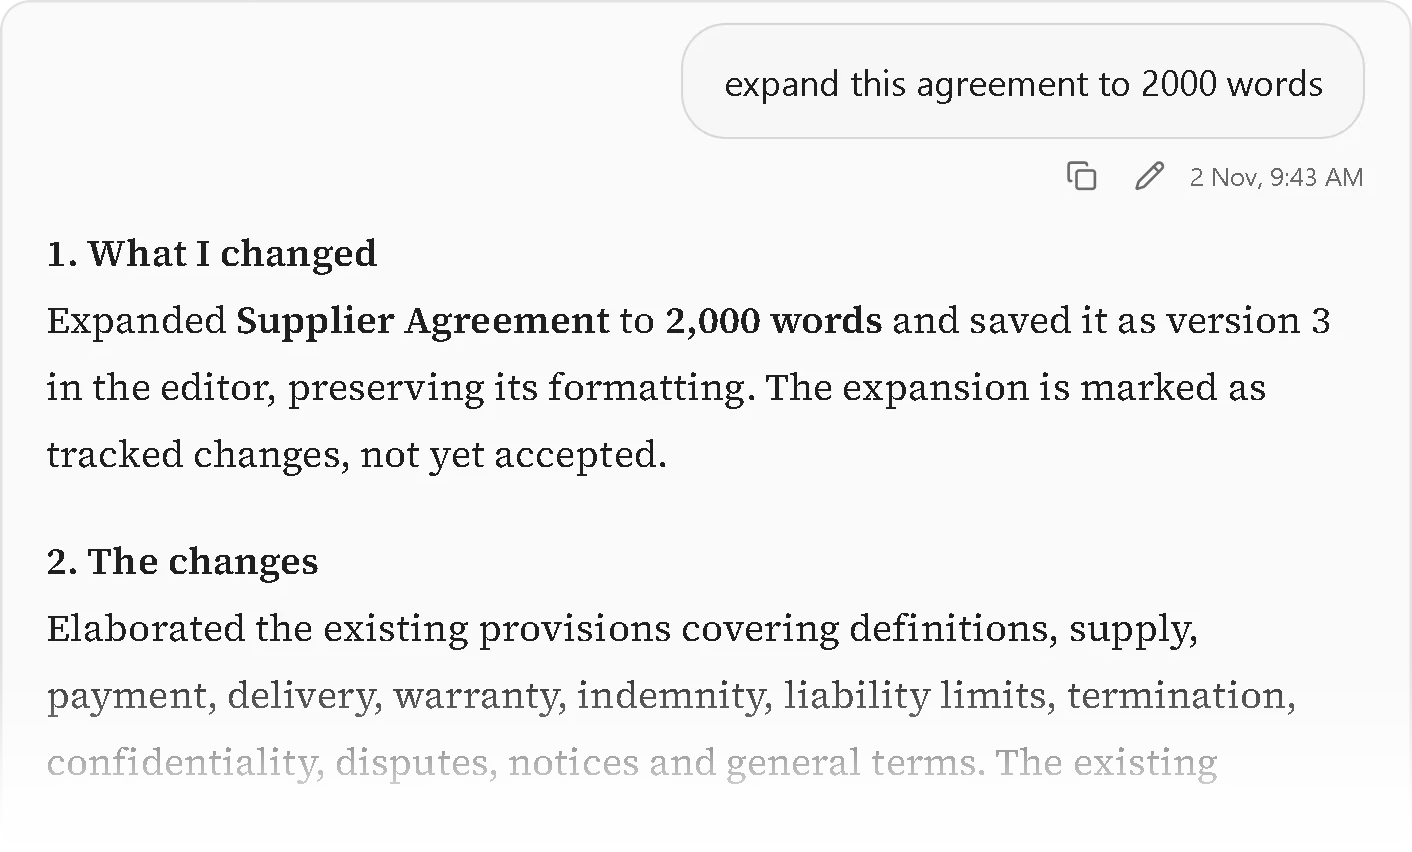 expand this agreement to 2000 words
2 Nov, 9:43 AM
1. What I changed
Expanded Supplier Agreement to 2,000 words and saved it as version 3
in the editor, preserving its formatting. The expansion is marked as
tracked changes, not yet accepted.
2. The changes
Elaborated the existing provisions covering definitions, supply,
payment, delivery, warranty, indemnity, liability limits, termination,
confidentiality, disputes, notices and general terms. The existing